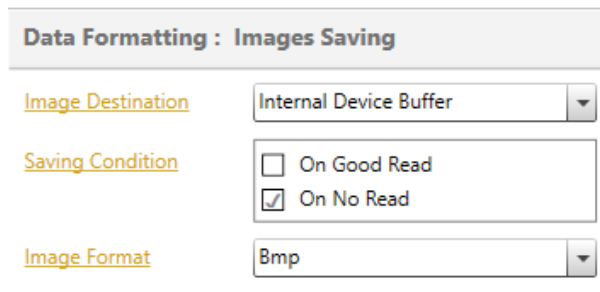 Data Formatting : Images Saving
Image Destination Internal Device Buffer
Saving Condition On Good Read
On No Read
Image Format Bmp